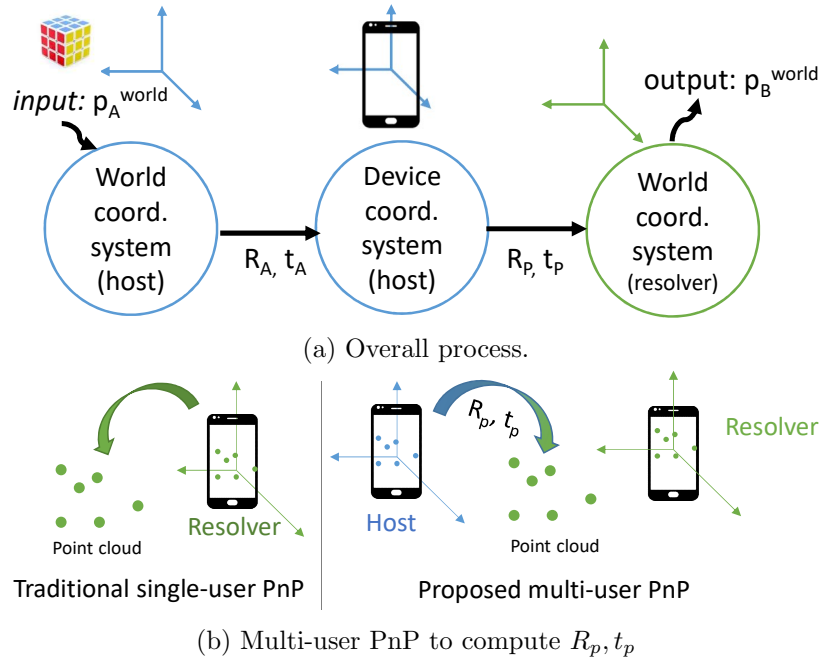 input: p_A^world
output: p_B^world
World
coord.
system
(host)
R_A, t_A
Device
coord.
system
(host)
R_P, t_P
World
coord.
system
(resolver)
(a) Overall process.
Point cloud
Resolver
Traditional single-user PnP
R_p, t_p
Host
Point cloud
Resolver
Proposed multi-user PnP
(b) Multi-user PnP to compute R_p, t_p